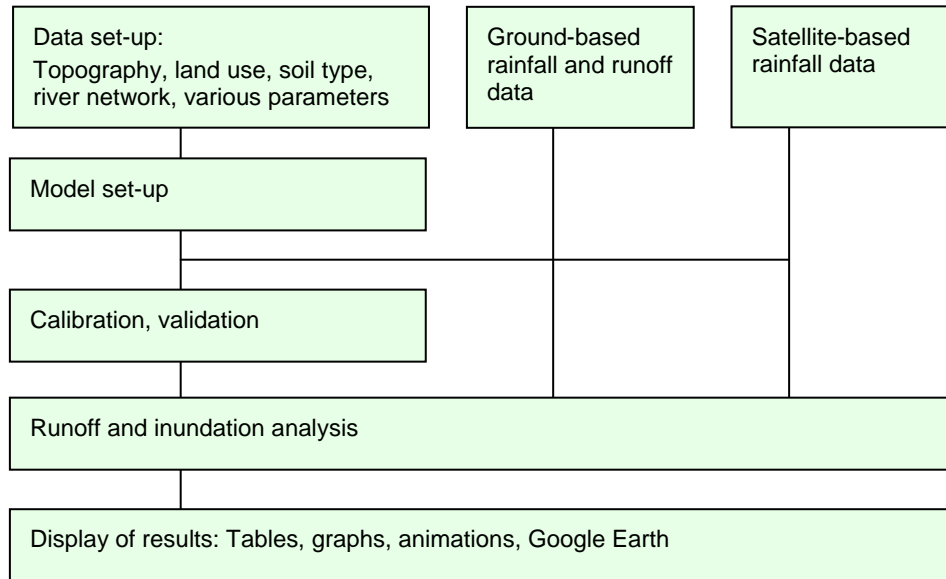 Data set-up:
Topography, land use, soil type,
river network, various parameters
Ground-based
rainfall and runoff
data
Satellite-based
rainfall data
Model set-up
Calibration, validation
Runoff and inundation analysis
Display of results: Tables, graphs, animations, Google Earth